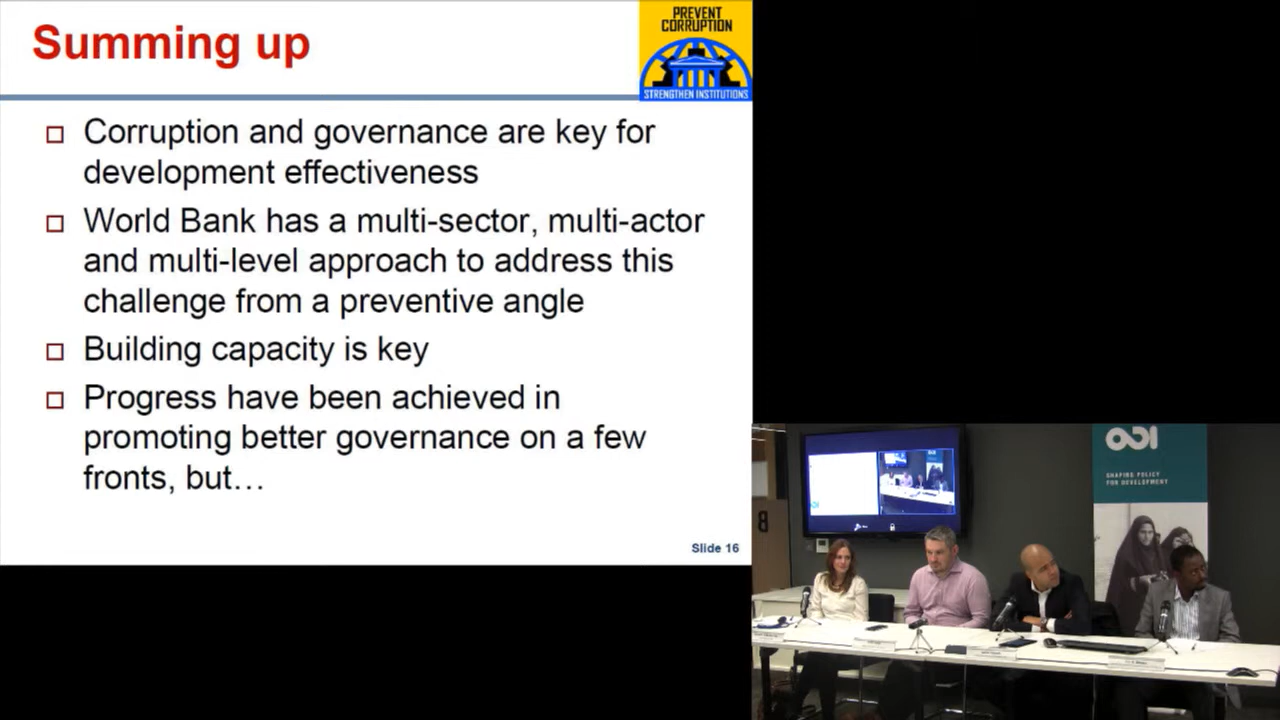 Summing up
PREVENT
CORRUPTION
STRENGTHEN INSTITUTIONS
Corruption and governance are key for
development effectiveness
World Bank has a multi-sector, multi-actor
and multi-level approach to address this
challenge from a preventive angle
Building capacity is key
Progress have been achieved in
promoting better governance on a few
fronts, but…
Slide 16
ODI
SHAPING POLICY
FOR DEVELOPMENT
B